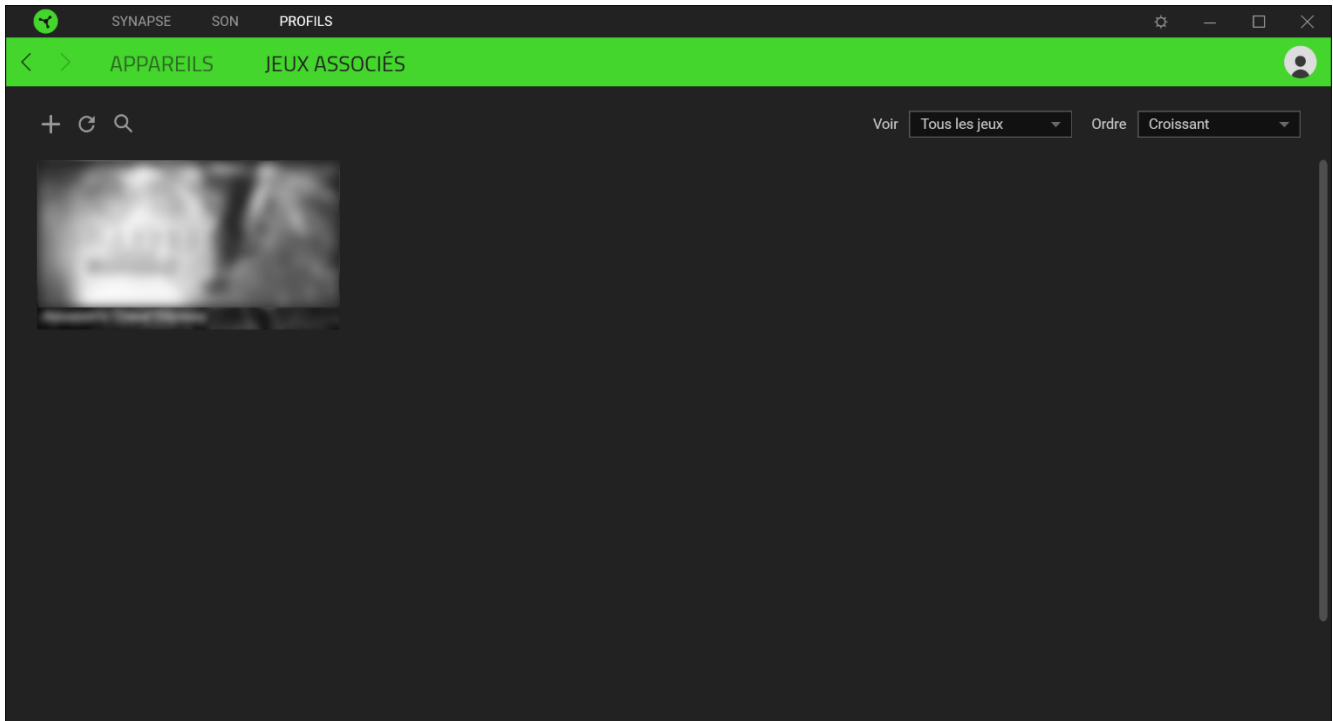 SYNAPSE SON PROFILS
APPAREILS JEUX ASSOCIÉS
Voir Tous les jeux Ordre Croissant